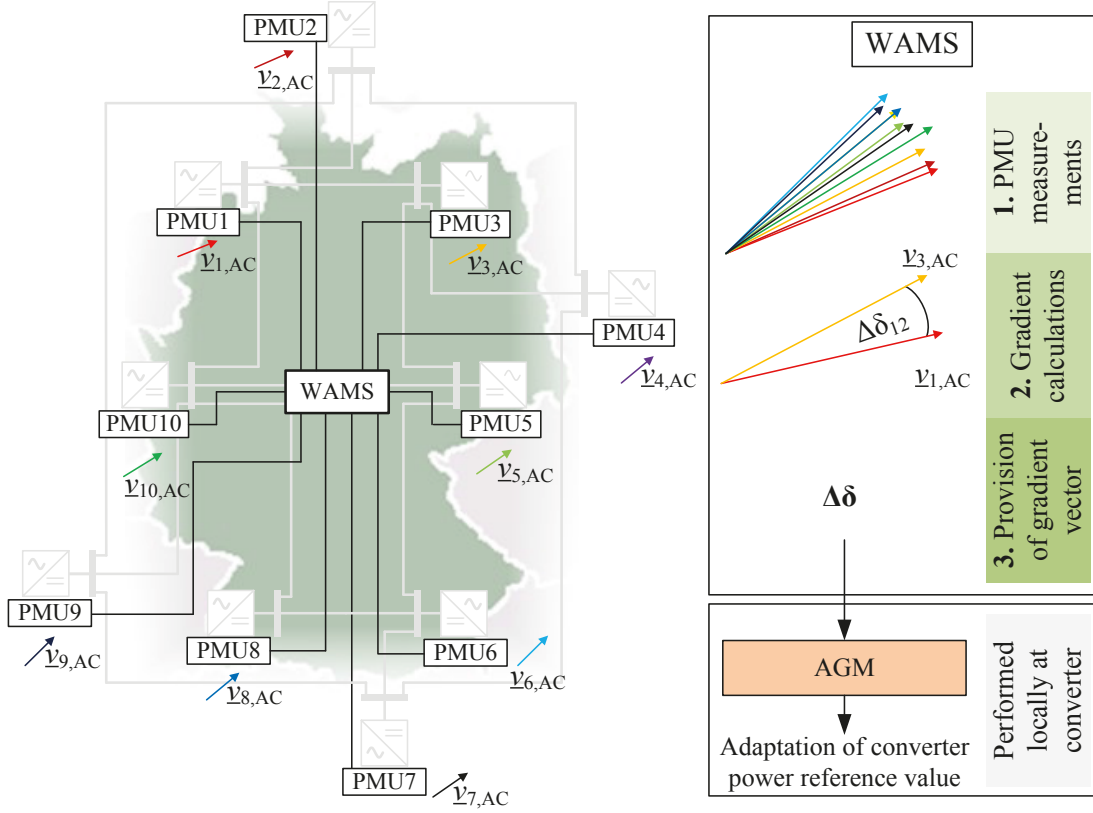 PMU2
v2,AC
PMU1
v1,AC
PMU3
v3,AC
PMU4
v4,AC
WAMS
PMU10
v10,AC
PMU5
v5,AC
PMU9
v9,AC
PMU8
v8,AC
PMU6
v6,AC
PMU7
v7,AC
WAMS
1. PMU
measure-
ments
v3,AC
Δδ12
v1,AC
2. Gradient
calculations
Δδ
3. Provision
of gradient
vector
AGM
Adaptation of converter
power reference value
Performed
locally at
converter